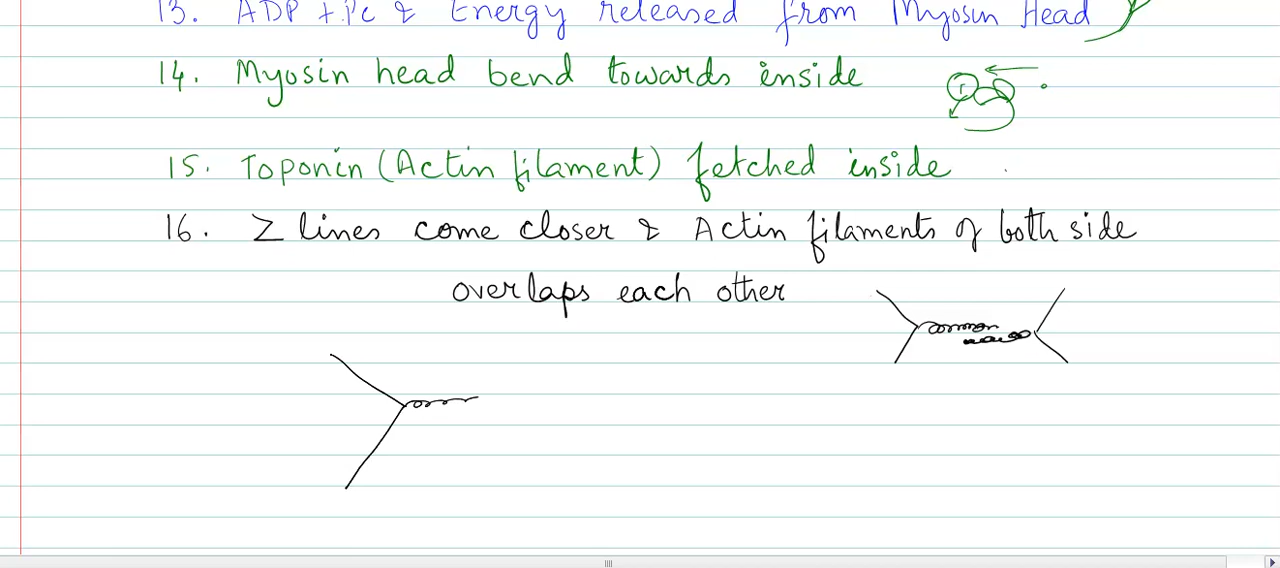 13. ADP + Pc & Energy released from Myosin Head
14. Myosin head bend towards inside
15. Toponin (Actin filament) fetched inside
16. Z lines come closer & Actin filaments of both side
overlaps each other